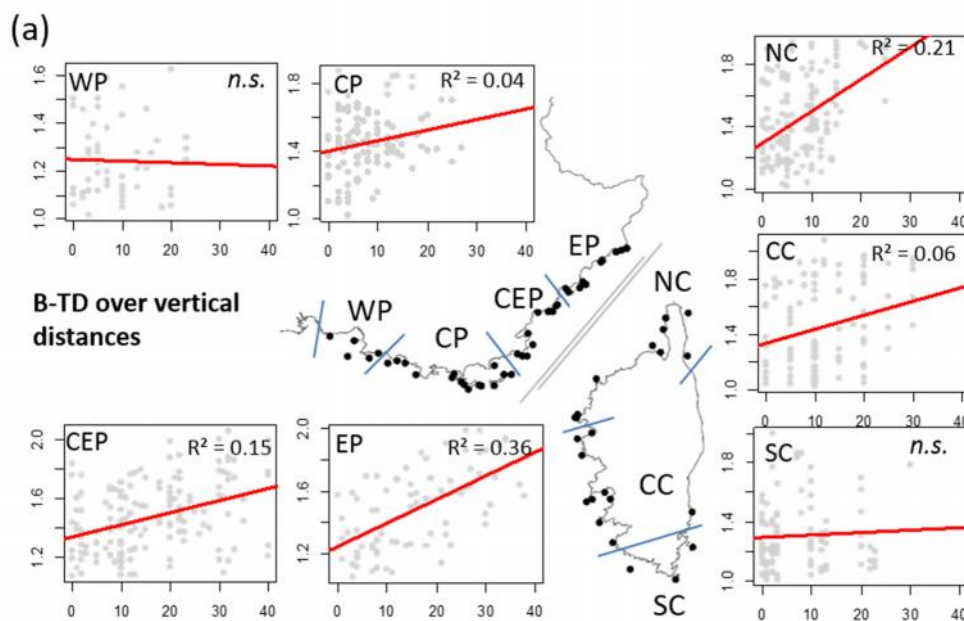 (a)
WP
n.s.
1.0 1.2 1.4 1.6
0 10 20 30 40
CP
R² = 0.04
1.0 1.4 1.8
0 10 20 30 40
NC
R² = 0.21
1.0 1.4 1.8
0 10 20 30 40
CC
R² = 0.06
1.0 1.4 1.8
0 10 20 30 40
B-TD over vertical
distances
WP
CP
CEP
EP
NC
CC
SC
CEP
R² = 0.15
1.2 1.6 2.0
0 10 20 30 40
EP
R² = 0.36
1.2 1.6 2.0
0 10 20 30 40
SC
n.s.
1.0 1.4 1.8
0 10 20 30 40